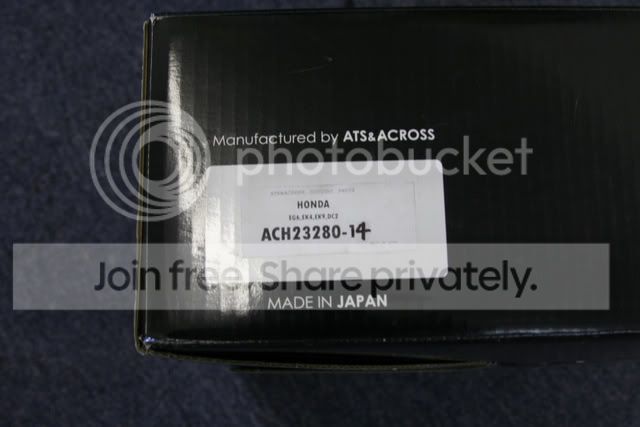 Manufactured by ATS&ACROSS
photobucket
HONDA
EG6,EK4,EK9,DC2
ACH23280-14
Join free. Share privately.
MADE IN JAPAN